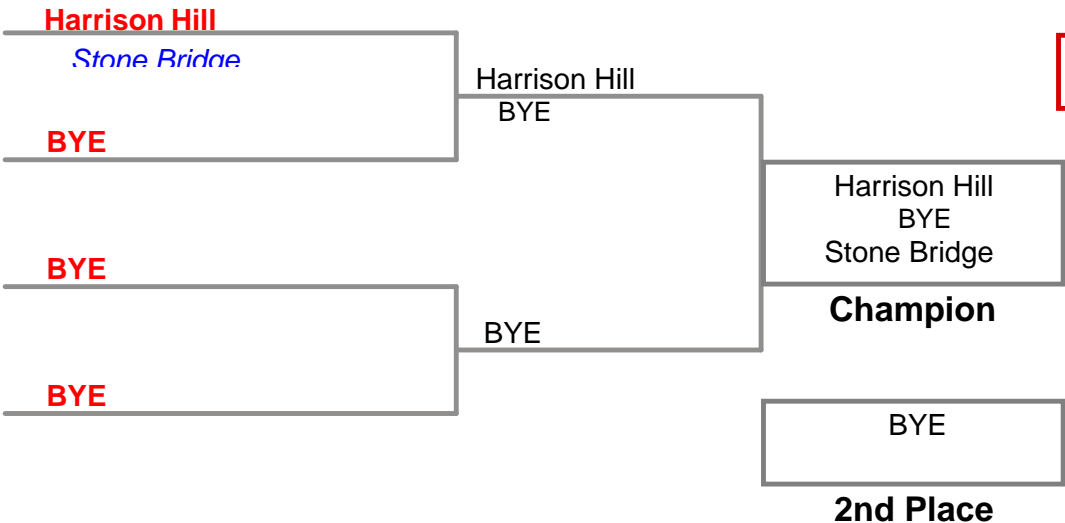 Harrison Hill
Stone Bridge
BYE
BYE
BYE
Harrison Hill
BYE
BYE
Harrison Hill
BYE
Stone Bridge
Champion
BYE
2nd Place